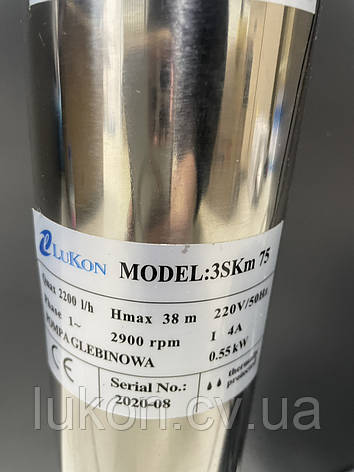 LUKON MODEL:3SKm 75
Qmax 2200 l/h Hmax 38 m 220V/50Hz
Phase 1~ 2900 rpm I 4A
POMPA GLEBINOWA 0.55kW
CE Serial No.:
2020-08
lukon.cv.ua